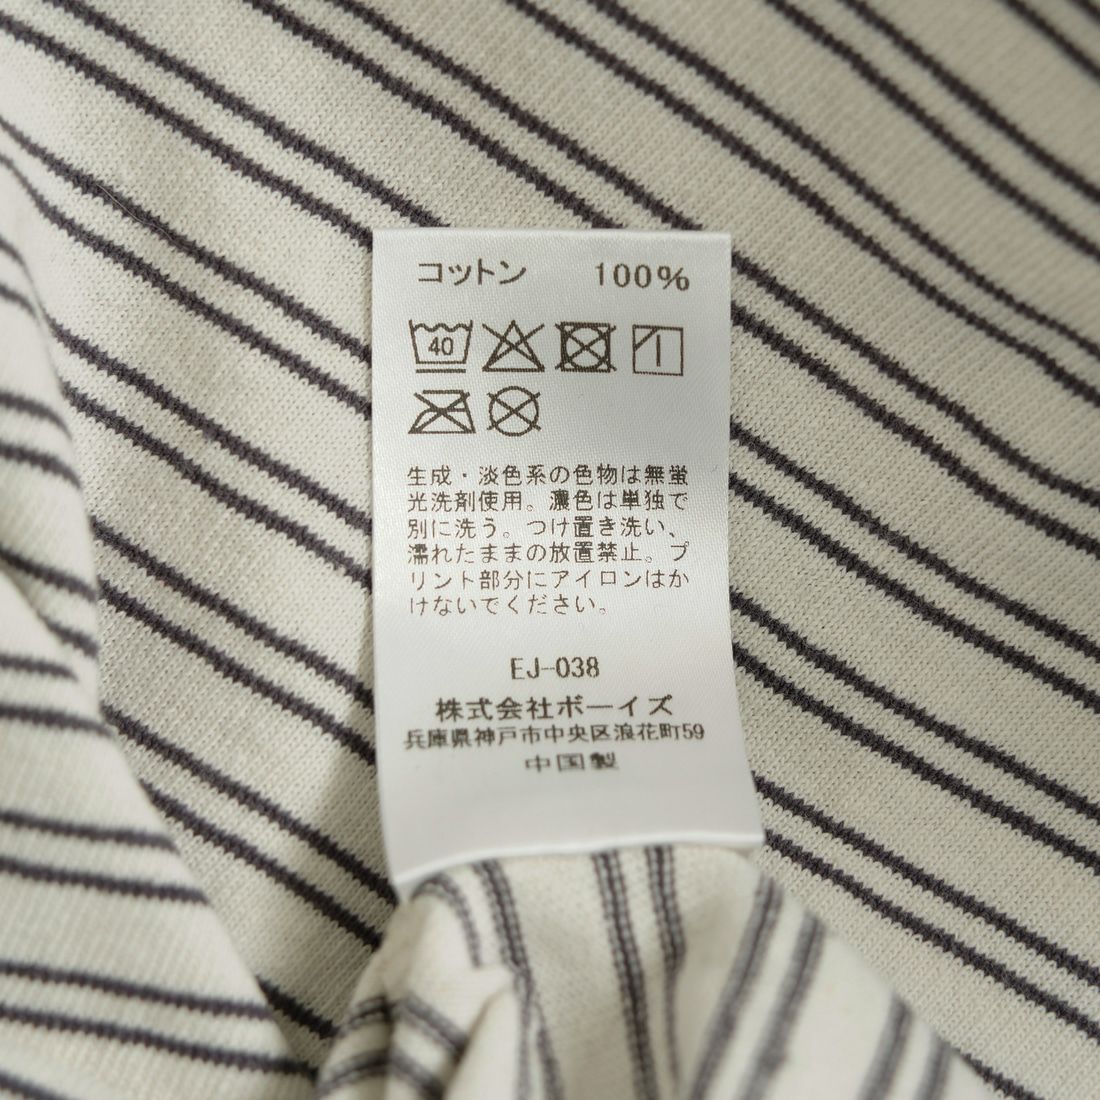 コットン 100%
40
生成・淡色系の色物は無蛍
光洗剤使用。濃色は単独で
別に洗う。つけ置き洗い、
濡れたままの放置禁止。プ
リント部分にアイロンはか
けないでください。
EJ-038
株式会社ボーイズ
兵庫県神戸市中央区浪花町59
中国製